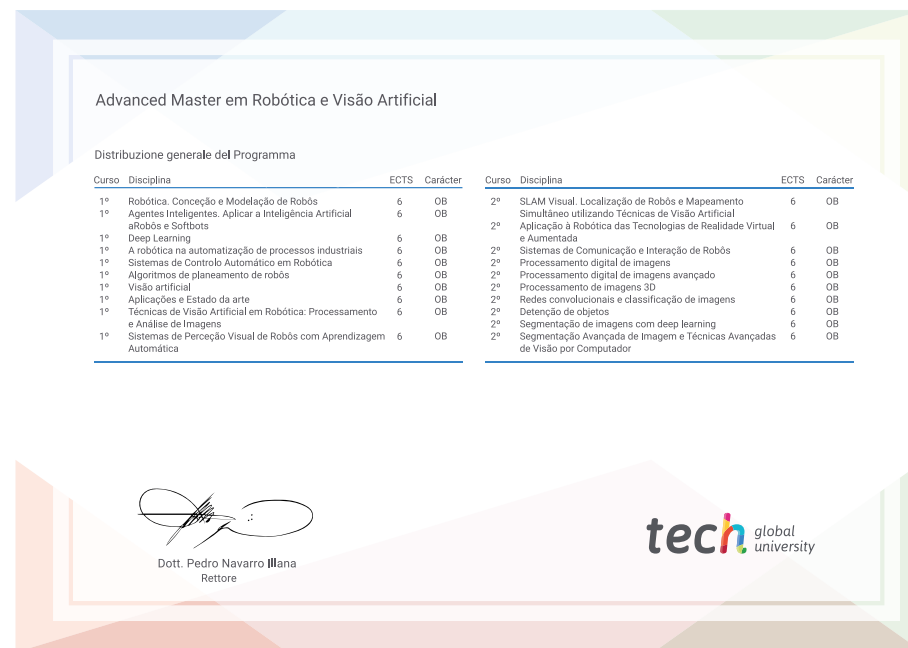 Advanced Master em Robótica e Visão Artificial
Distribuzione generale del Programma
Curso Disciplina ECTS Carácter
1º Robótica. Conceção e Modelação de Robôs 6 OB
1º Agentes Inteligentes. Aplicar a Inteligência Artificial 6 OB
aRobôs e Softbots
1º Deep Learning 6 OB
1º A robótica na automatização de processos industriais 6 OB
1º Sistemas de Controlo Automático em Robótica 6 OB
1º Algoritmos de planeamento de robôs 6 OB
1º Visão artificial 6 OB
1º Aplicações e Estado da arte 6 OB
1º Técnicas de Visão Artificial em Robótica: Processamento 6 OB
e Análise de Imagens
1º Sistemas de Perceção Visual de Robôs com Aprendizagem 6 OB
Automática
Curso Disciplina ECTS Carácter
2º SLAM Visual. Localização de Robôs e Mapeamento 6 OB
Simultâneo utilizando Técnicas de Visão Artificial
2º Aplicação à Robótica das Tecnologias de Realidade Virtual 6 OB
e Aumentada
2º Sistemas de Comunicação e Interação de Robôs 6 OB
2º Processamento digital de imagens 6 OB
2º Processamento digital de imagens avançado 6 OB
2º Processamento de imagens 3D 6 OB
2º Redes convolucionais e classificação de imagens 6 OB
2º Detenção de objetos 6 OB
2º Segmentação de imagens com deep learning 6 OB
2º Segmentação Avançada de Imagem e Técnicas Avançadas 6 OB
de Visão por Computador
Dott. Pedro Navarro Illana
Rettore
tech global
university